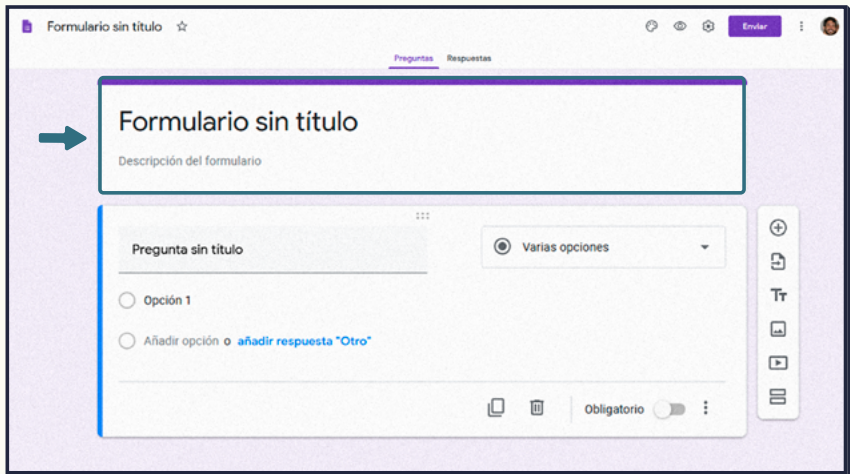 Formulario sin título
Enviar
Preguntas Respuestas
Formulario sin título
Descripción del formulario
Pregunta sin título
Varias opciones
Opción 1
Añadir opción o añadir respuesta "Otro"
Obligatorio
Tт